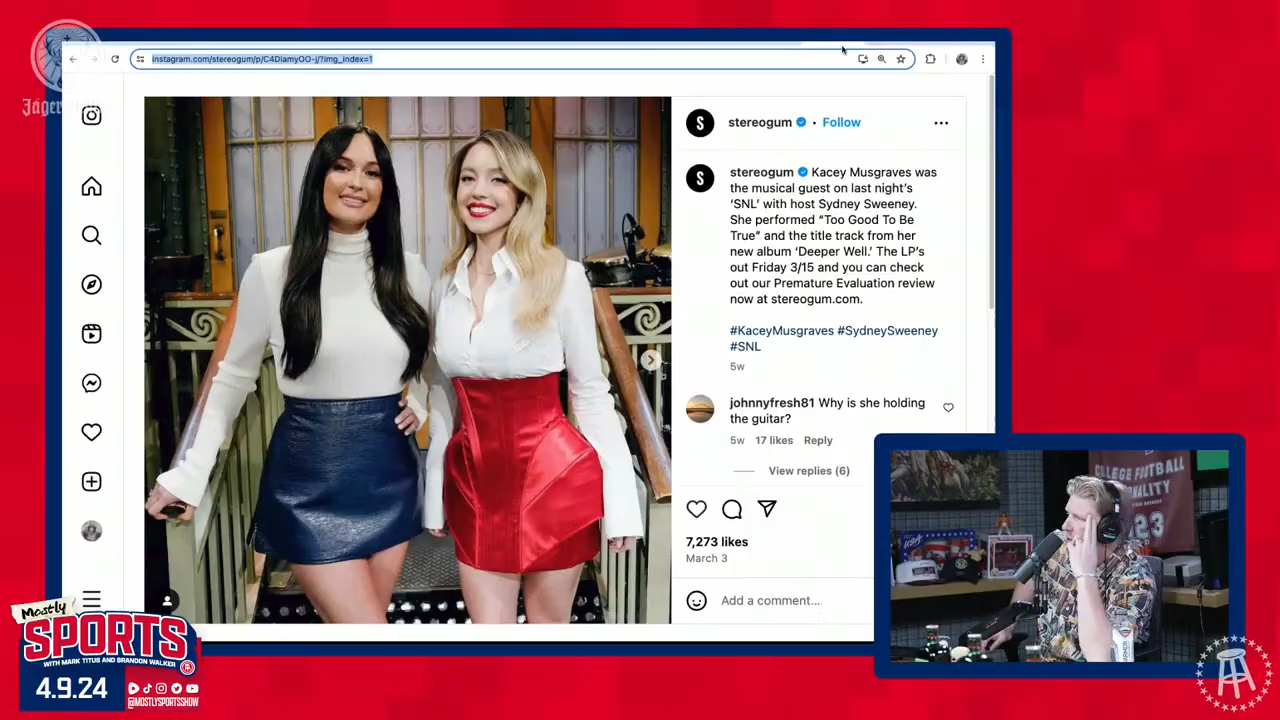 Jäger
instagram.com/stereogum/p/C4DlamyOO-j/?img_index=1
S
stereogum • Follow
S
stereogum Kacey Musgraves was
the musical guest on last night's
'SNL' with host Sydney Sweeney.
She performed "Too Good To Be
True" and the title track from her
new album 'Deeper Well.' The LP's
out Friday 3/15 and you can check
out our Premature Evaluation review
now at stereogum.com.
#KaceyMusgraves #SydneySweeney
#SNL
5w
johnnyfresh81 Why is she holding
the guitar?
5w 17 likes Reply
View replies (6)
7,273 likes
March 3
Add a comment...
COLLEGE FOOTBALL
23
USA
Mostly
SPORTS
WITH MARK TITUS AND BRANDON WALKER
4.9.24
@MOSTLYSPORTSSHOW